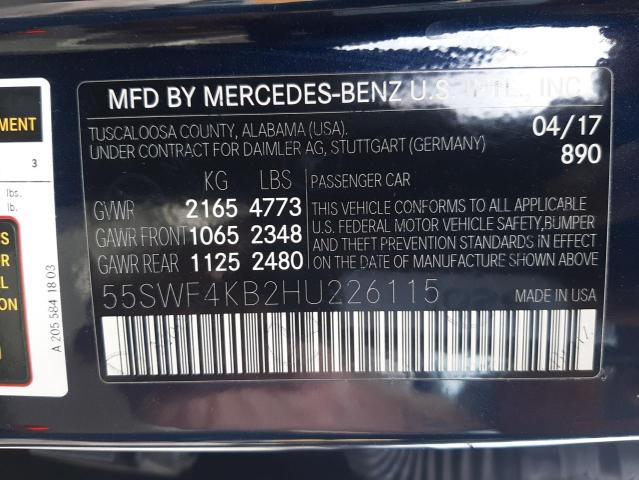 MFD BY MERCEDES-BENZ U.S. INTL., INC.
TUSCALOOSA COUNTY, ALABAMA (USA). 04/17
UNDER CONTRACT FOR DAIMLER AG, STUTTGART (GERMANY) 890
KG LBS PASSENGER CAR
GVWR 2165 4773
GAWR FRONT 1065 2348
GAWR REAR 1125 2480
THIS VEHICLE CONFORMS TO ALL APPLICABLE
U.S. FEDERAL MOTOR VEHICLE SAFETY,BUMPER
AND THEFT PREVENTION STANDARDS IN EFFECT
ON THE DATE OF MANUFACTURE SHOWN ABOVE
55SWF4KB2HU226115 Made in USA
MENT
3
lbs.
lb.
A 205 584 18 03